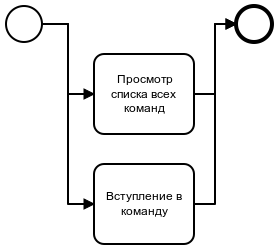 Просмотр
списка всех
команд
Вступление в
команду